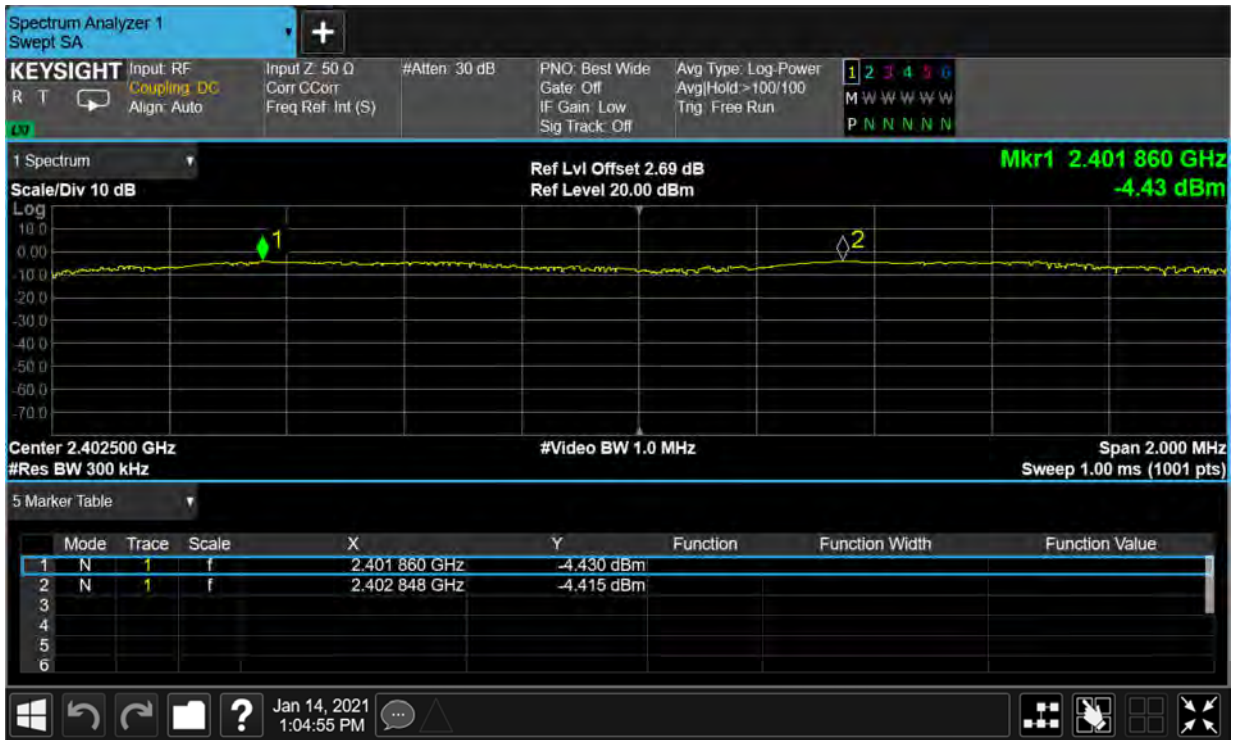 Spectrum Analyzer 1
Swept SA
+
KEYSIGHT Input: RF Input Z: 50 Ω #Atten: 30 dB PNO: Best Wide Avg Type: Log-Power 1 2 3 4 5 6
R T Coupling: DC Corr CCorr Gate: Off Avg|Hold:>100/100 M W W W W W
Align: Auto Freq Ref: Int (S) IF Gain: Low Trig: Free Run P N N N N N
Sig Track: Off
1 Spectrum
Ref Lvl Offset 2.69 dB Mkr1 2.401 860 GHz
Scale/Div 10 dB Ref Level 20.00 dBm -4.43 dBm
Log
10.0
1 2
0.00
-10.0
-20.0
-30.0
-40.0
-50.0
-60.0
-70.0
Center 2.402500 GHz #Video BW 1.0 MHz Span 2.000 MHz
#Res BW 300 kHz Sweep 1.00 ms (1001 pts)
5 Marker Table
Mode Trace Scale X Y Function Function Width Function Value
1 N 1 f 2.401 860 GHz -4.430 dBm
2 N 1 f 2.402 848 GHz -4.415 dBm
3
4
5
6
? Jan 14, 2021
1:04:55 PM